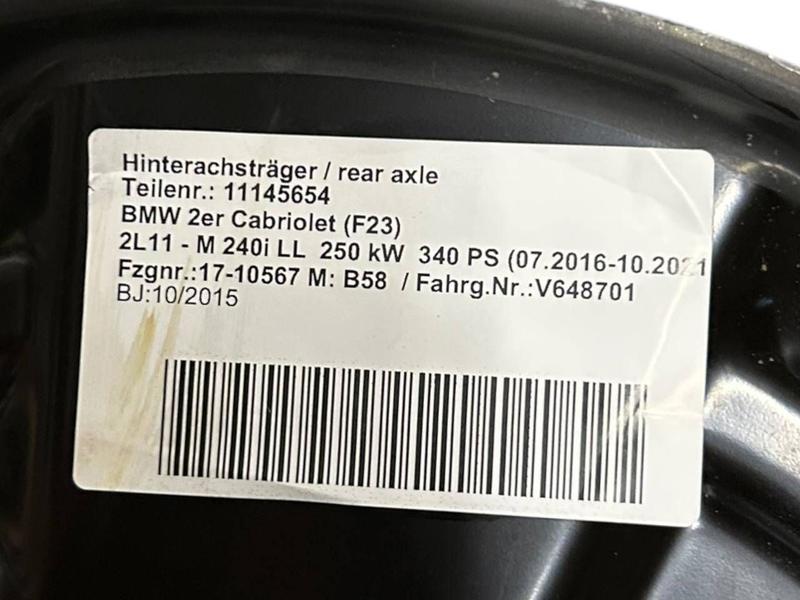 Hinterachsträger / rear axle
Teilenr.: 11145654
BMW 2er Cabriolet (F23)
2L11 - M 240i LL 250 kW 340 PS (07.2016-10.2021
Fzgnr.:17-10567 M: B58 / Fahrg.Nr.:V648701
BJ:10/2015